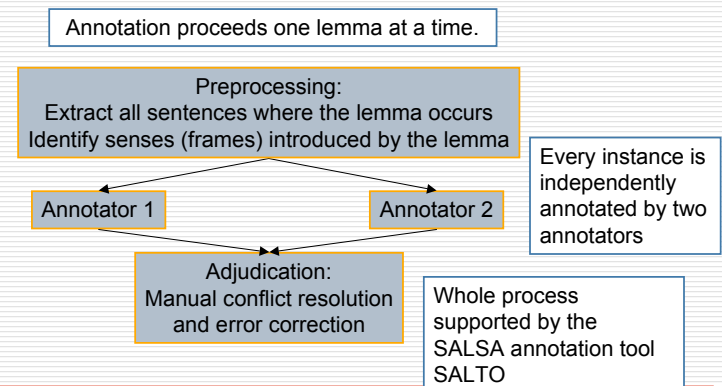 Annotation proceeds one lemma at a time.
Preprocessing:
Extract all sentences where the lemma occurs
Identify senses (frames) introduced by the lemma
Every instance is
independently
annotated by two
annotators
Annotator 1
Annotator 2
Adjudication:
Manual conflict resolution
and error correction
Whole process
supported by the
SALSA annotation tool
SALTO